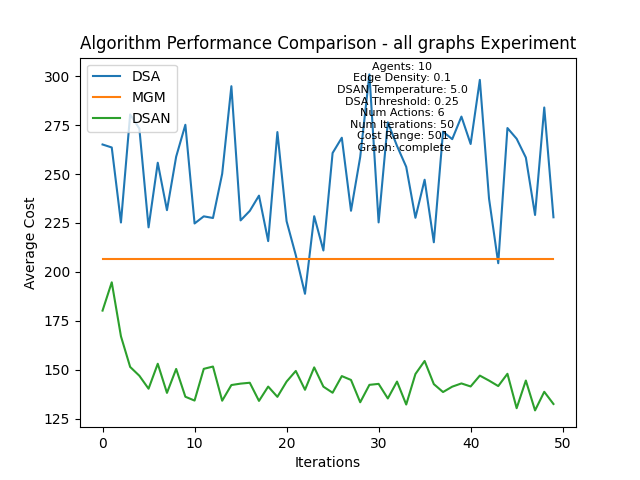 Algorithm Performance Comparison - all graphs Experiment
DSA
MGM
DSAN
Agents: 10
Edge Density: 0.1
DSAN Temperature: 5.0
DSA Threshold: 0.25
Num Actions: 6
Num Iterations: 50
Cost Range: 501
Graph: complete
Average Cost
300
275
250
225
200
175
150
125
0 10 20 30 40 50
Iterations